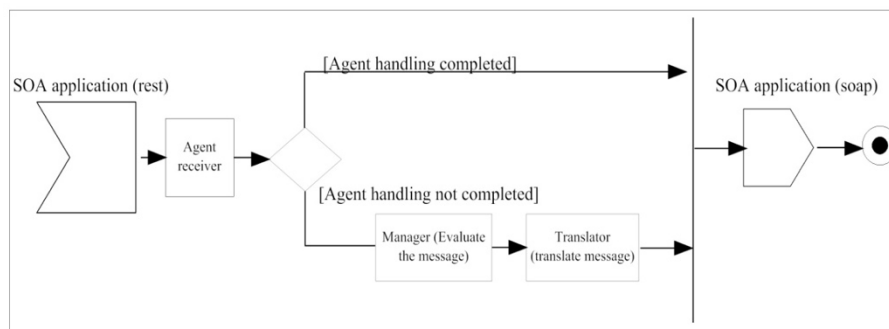 [Agent handling completed]
SOA application (rest)
SOA application (soap)
Agent
receiver
[Agent handling not completed]
Manager (Evaluate
the message)
Translator
(translate message)